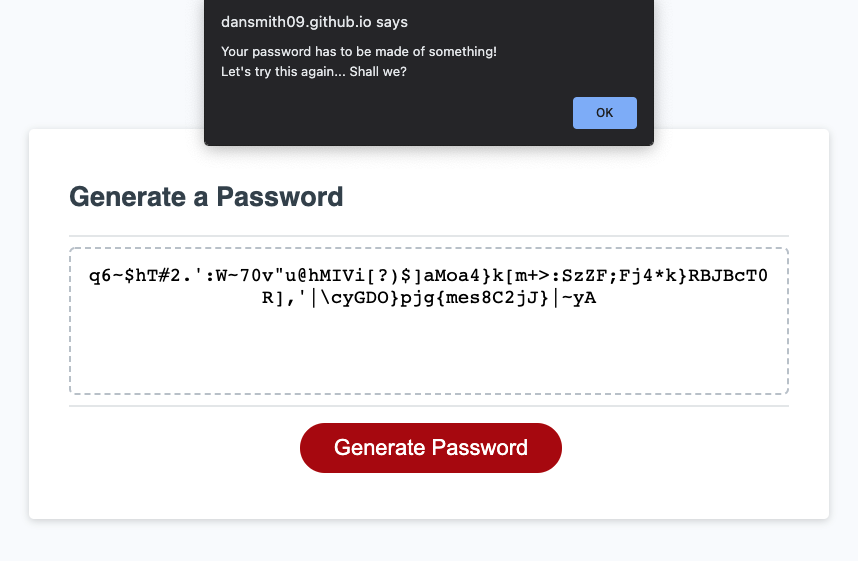 dansmith09.github.io says
Your password has to be made of something!
Let's try this again... Shall we?
OK
Generate a Password
q6~$hT#2.':W~70v"u@hMIVi[?)$]aMoa4}k[m+>:SzZF;Fj4*k}RBJBcT0
R],'|\cyGDO}pjg{mes8C2jJ}|~yA
Generate Password